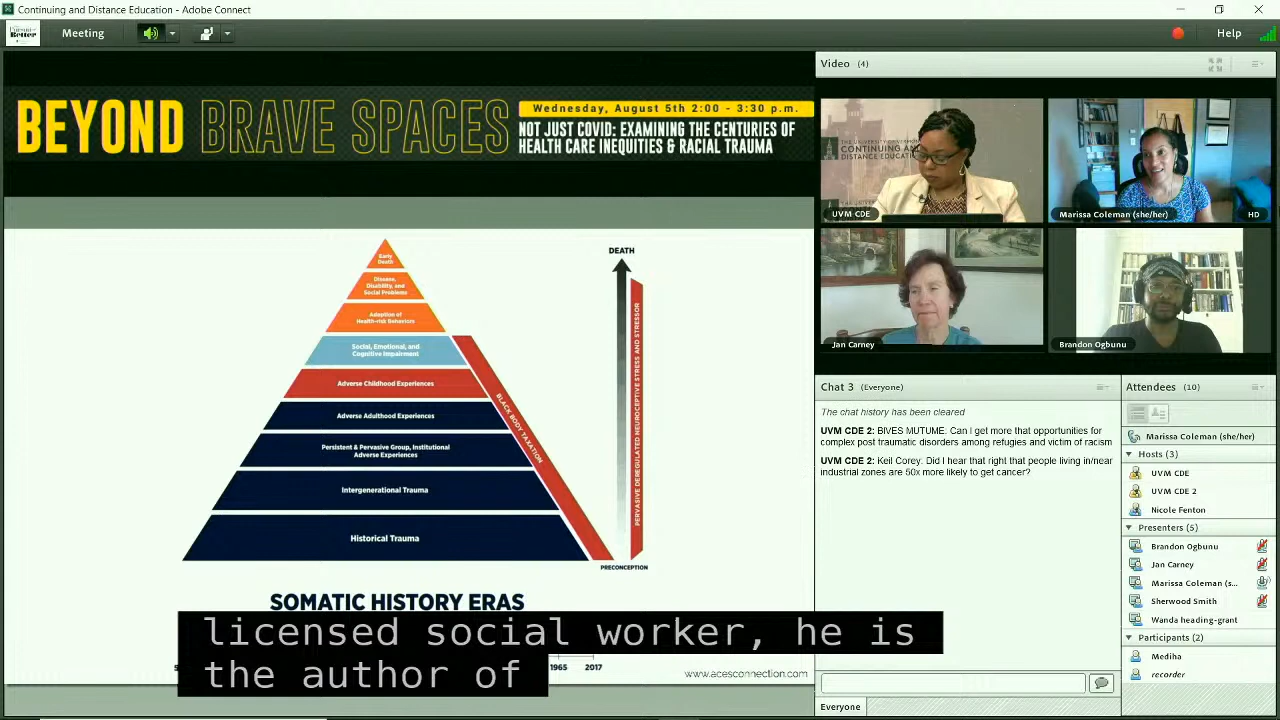 Continuing and Distance Education - Adobe Connect
Meeting
Help
BEYOND BRAVE SPACES
Wednesday, August 5th 2:00 - 3:30 p.m.
NOT JUST COVID: EXAMINING THE CENTURIES OF
HEALTH CARE INEQUITIES & RACIAL TRAUMA
Early
Death
Disease,
Disability, and
Social Problems
Adoption of
Health-risk Behaviors
Social, Emotional, and
Cognitive Impairment
Adverse Childhood Experiences
Adverse Adulthood Experiences
Persistent & Pervasive Group, Institutional
Adverse Experiences
Intergenerational Trauma
Historical Trauma
BLACK BODY TAXATION
DEATH
PERVASIVE DEREGULATED NEUROCEPTIVE STRESS AND STRESSOR
PRECONCEPTION
SOMATIC HISTORY ERAS
licensed social worker, he is
the author of
1965 2017
www.acesconnection.com
Video (4)
THE UNIVERSITY OF VERMONT
CONTINUING AND
DISTANCE EDUCATION
UVM CDE
Marissa Coleman (she/her)
HD
Jan Carney
Brandon Ogbunu
Chat 3 (Everyone)
The chat history has been cleared
UVM CDE 2: BIVES MUTUME: Can I get more that opportunities for
complex post traumatic disorders among refugies and victim of racism
UVM CDE 2: Keil Corey: Did I hear that right that people living in/near
industrial zones are 50x more likely to get cancer?
Everyone
Attendees (10)
Marissa Coleman (she/her)
Hosts (3)
UVM CDE
UVM CDE 2
Nicole Fenton
Presenters (5)
Brandon Ogbunu
Jan Carney
Marissa Coleman (s...
Sherwood Smith
Wanda heading-grant
Participants (2)
Mediha
recorder